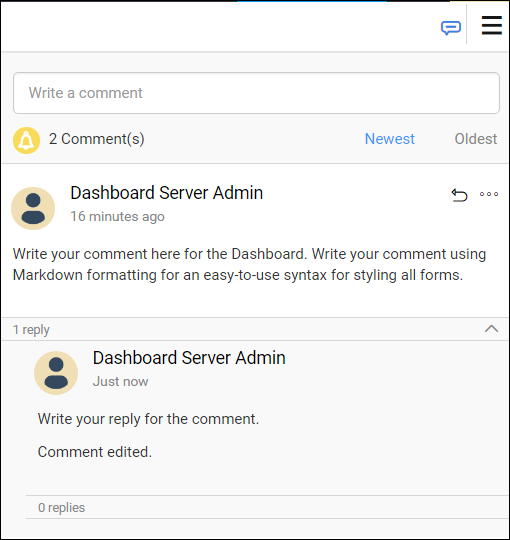 Write a comment
2 Comment(s) Newest Oldest
Dashboard Server Admin
16 minutes ago
Write your comment here for the Dashboard. Write your comment using
Markdown formatting for an easy-to-use syntax for styling all forms.
1 reply
Dashboard Server Admin
Just now
Write your reply for the comment.
Comment edited.
0 replies